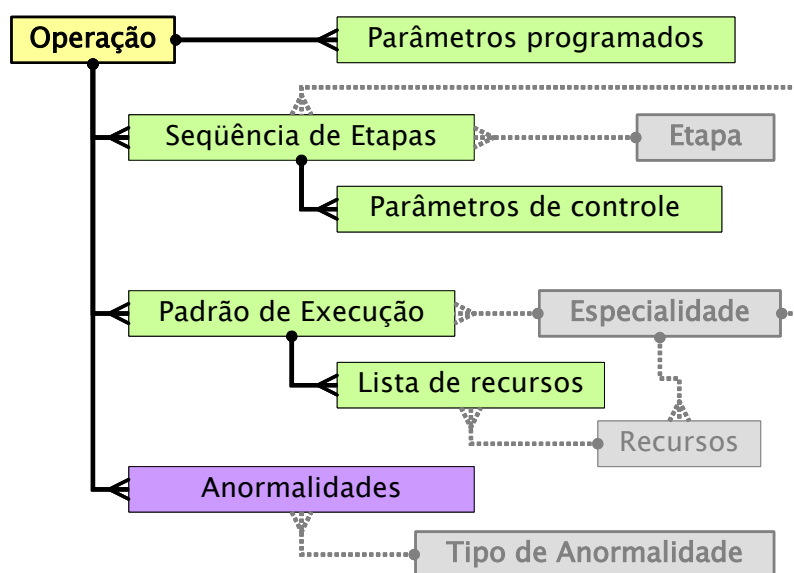 Operação
Parâmetros programados
Seqüência de Etapas
Etapa
Parâmetros de controle
Padrão de Execução
Especialidade
Lista de recursos
Recursos
Anormalidades
Tipo de Anormalidade